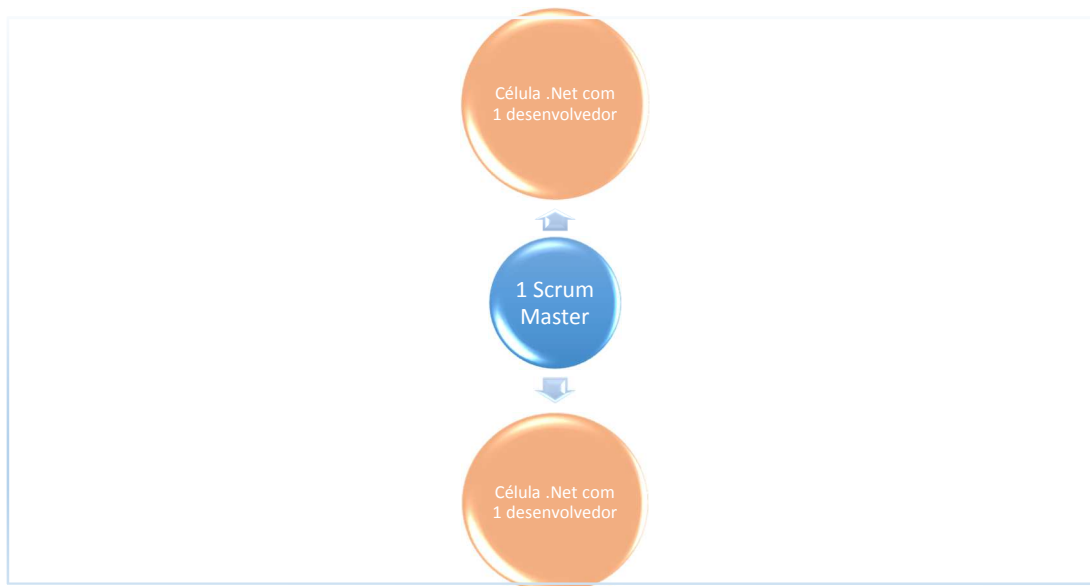 Célula .Net com
1 desenvolvedor
1 Scrum
Master
Célula .Net com
1 desenvolvedor